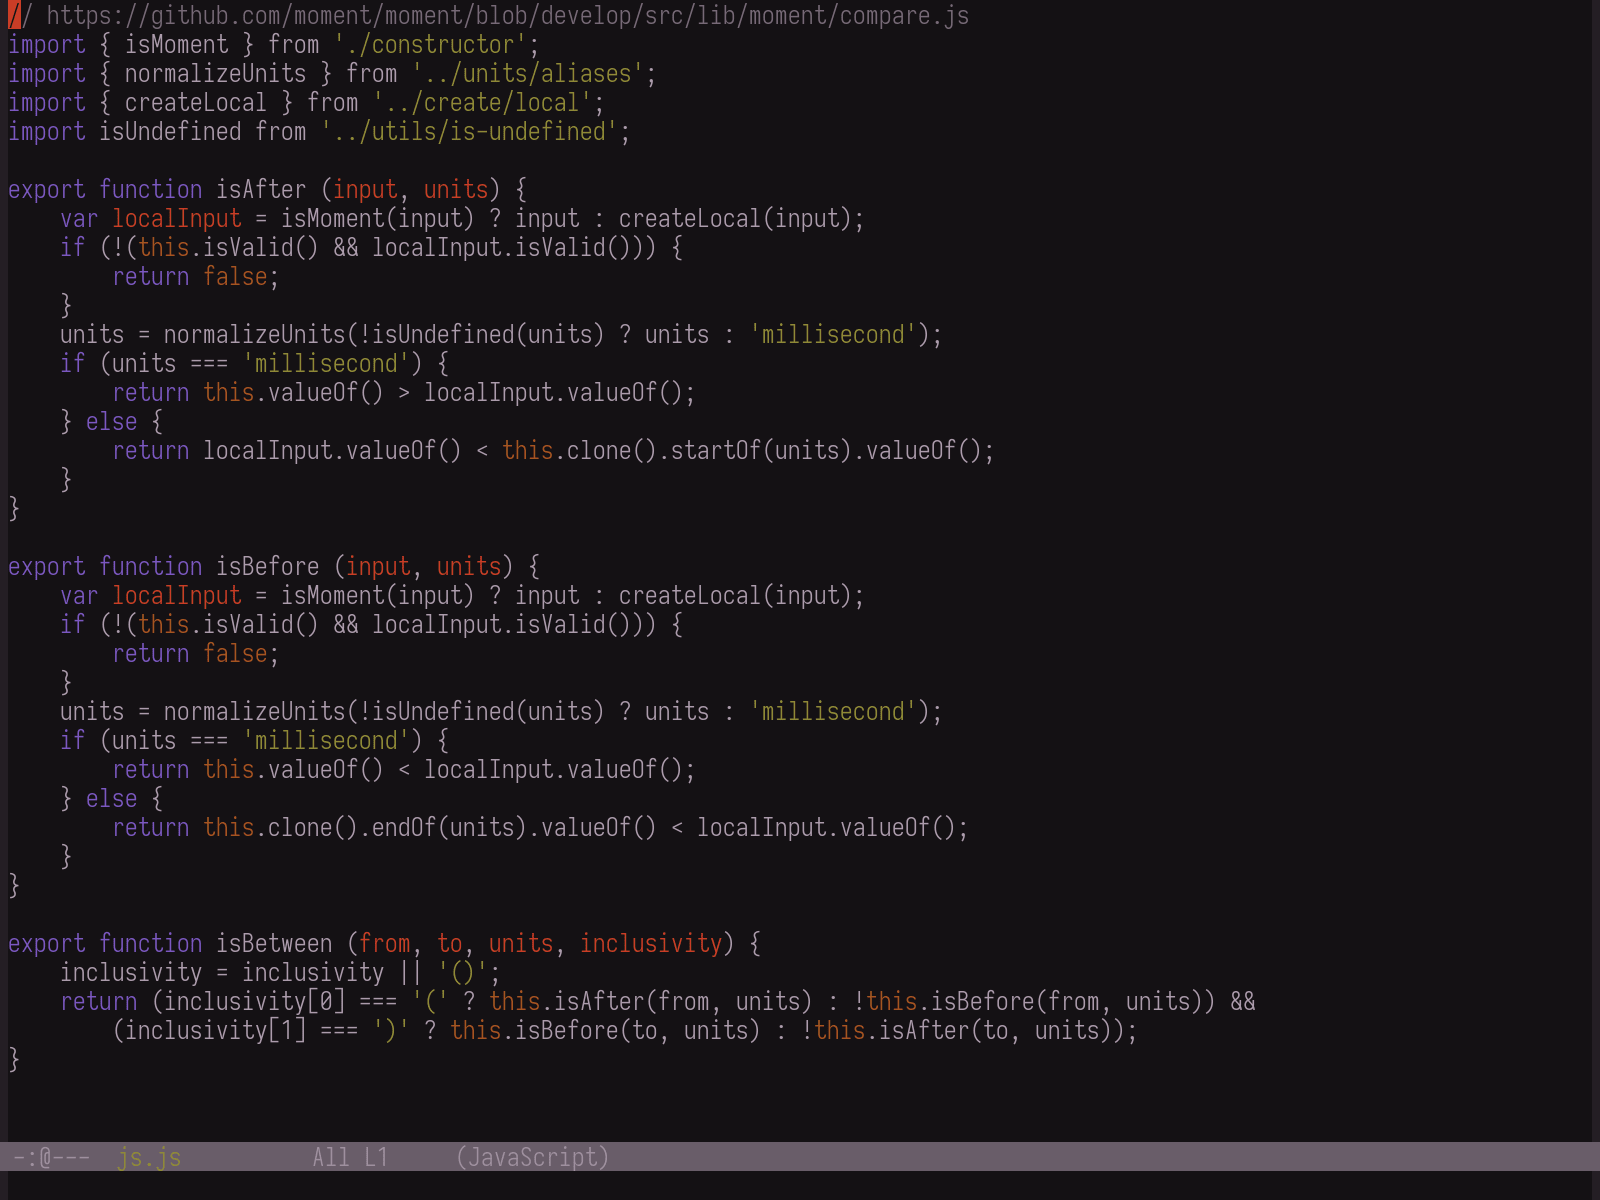 // https://github.com/moment/moment/blob/develop/src/lib/moment/compare.js
import { isMoment } from './constructor';
import { normalizeUnits } from '../units/aliases';
import { createLocal } from '../create/local';
import isUndefined from '../utils/is-undefined';

export function isAfter (input, units) {
    var localInput = isMoment(input) ? input : createLocal(input);
    if (!(this.isValid() && localInput.isValid())) {
        return false;
    }
    units = normalizeUnits(!isUndefined(units) ? units : 'millisecond');
    if (units === 'millisecond') {
        return this.valueOf() > localInput.valueOf();
    } else {
        return localInput.valueOf() < this.clone().startOf(units).valueOf();
    }
}

export function isBefore (input, units) {
    var localInput = isMoment(input) ? input : createLocal(input);
    if (!(this.isValid() && localInput.isValid())) {
        return false;
    }
    units = normalizeUnits(!isUndefined(units) ? units : 'millisecond');
    if (units === 'millisecond') {
        return this.valueOf() < localInput.valueOf();
    } else {
        return this.clone().endOf(units).valueOf() < localInput.valueOf();
    }
}

export function isBetween (from, to, units, inclusivity) {
    inclusivity = inclusivity || '()';
    return (inclusivity[0] === '(' ? this.isAfter(from, units) : !this.isBefore(from, units)) &&
        (inclusivity[1] === ')' ? this.isBefore(to, units) : !this.isAfter(to, units));
}

-:@---  js.js          All L1     (JavaScript)